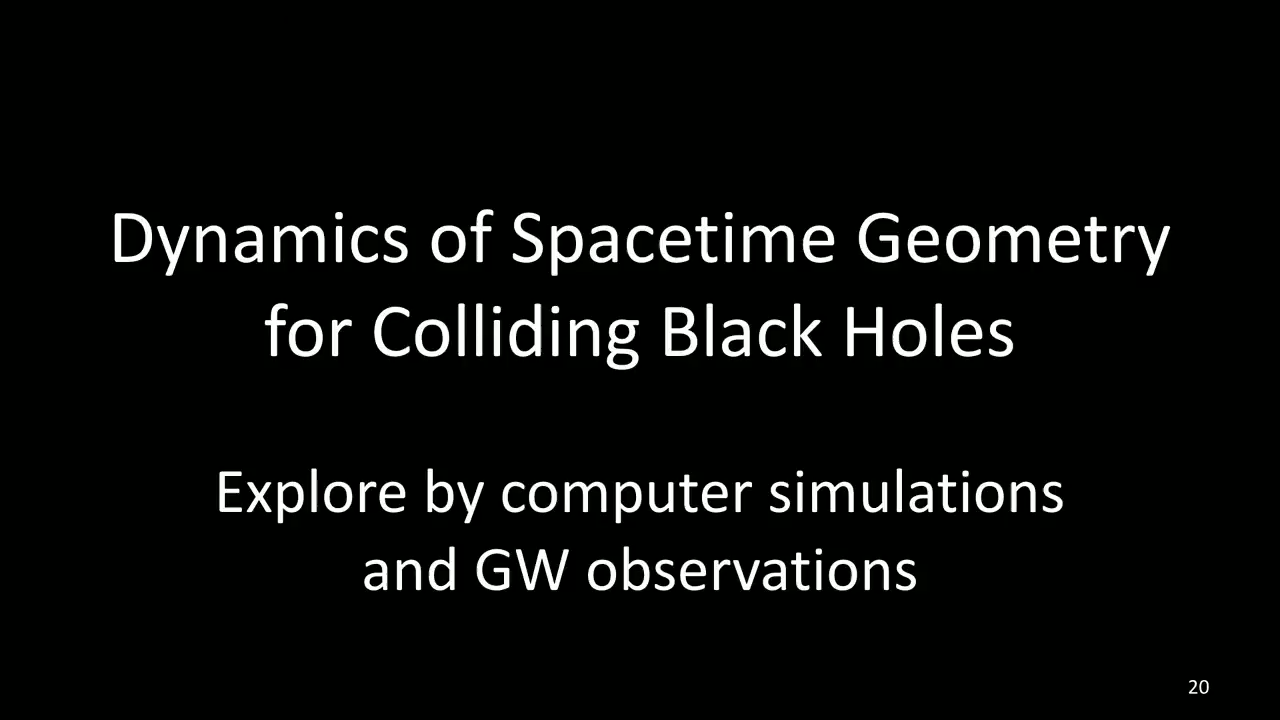 Dynamics of Spacetime Geometry
for Colliding Black Holes
Explore by computer simulations
and GW observations
20